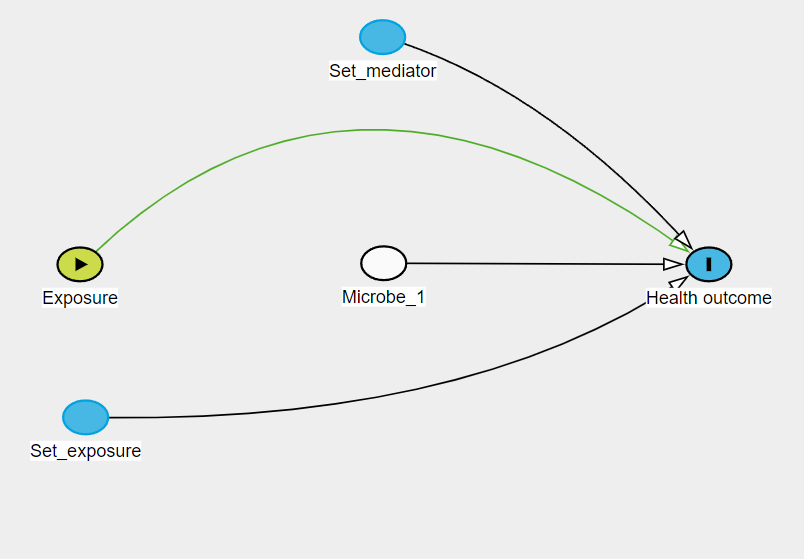 Set_mediator
Exposure
Microbe_1
Health outcome
Set_exposure